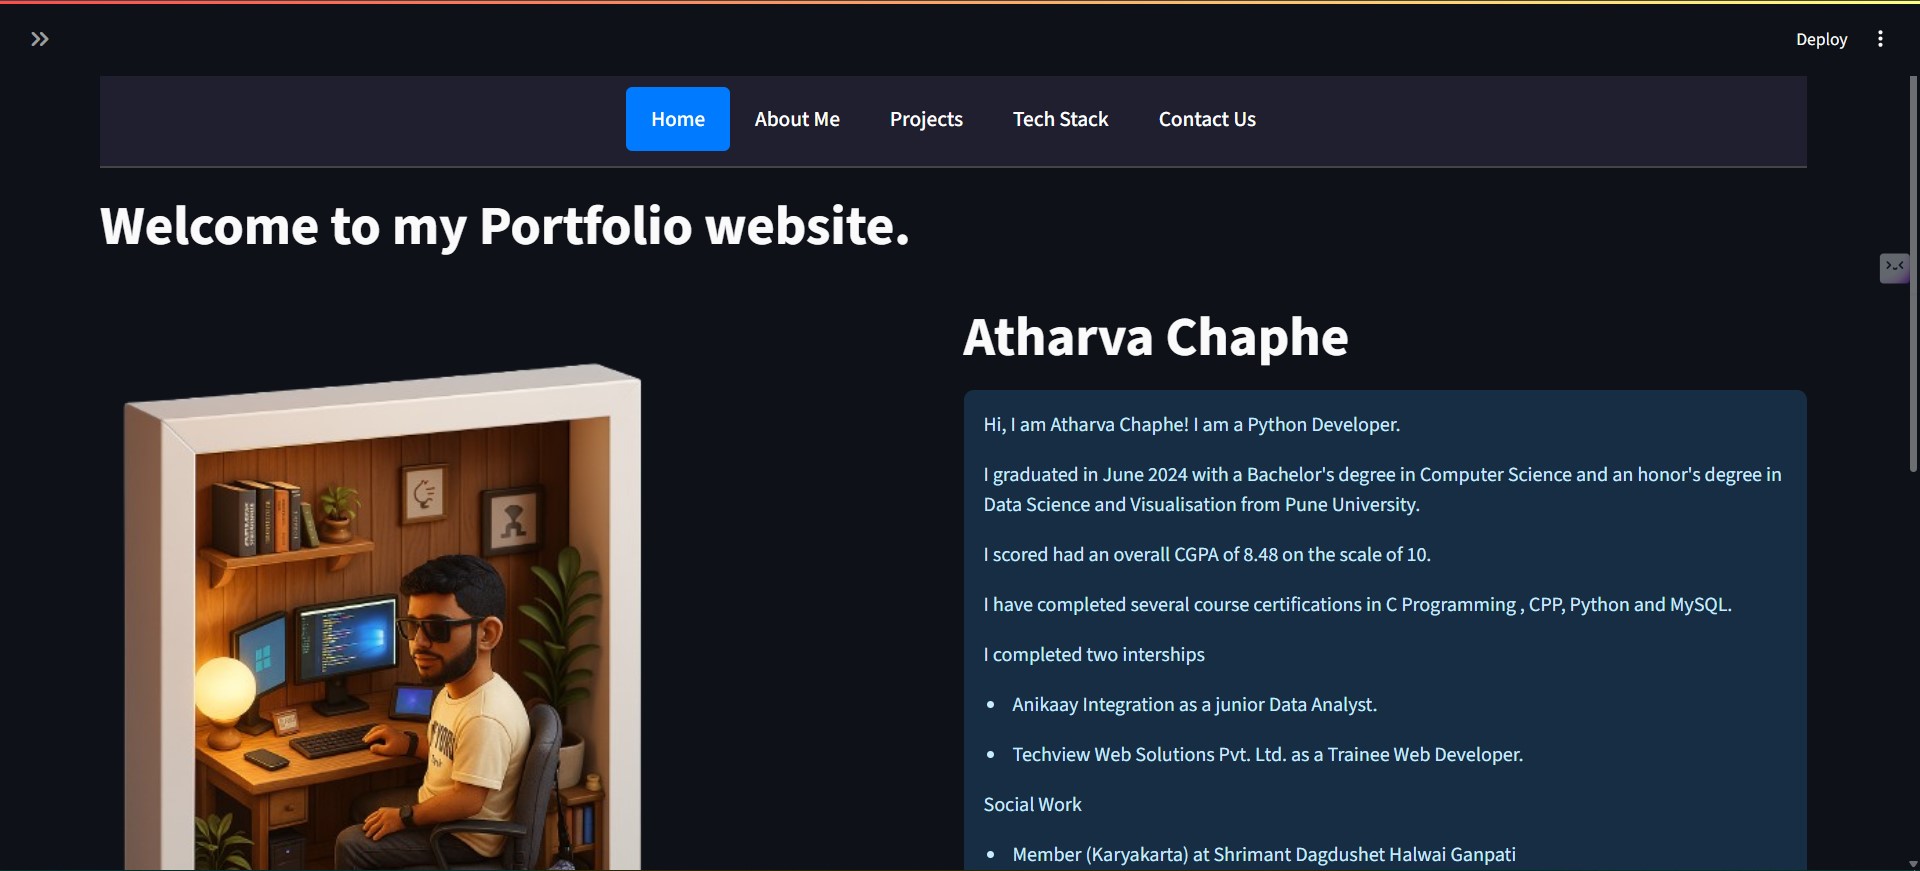 Deploy
Home About Me Projects Tech Stack Contact Us
Welcome to my Portfolio website.
Atharva Chaphe
Hi, I am Atharva Chaphe! I am a Python Developer.
I graduated in June 2024 with a Bachelor's degree in Computer Science and an honor's degree in
Data Science and Visualisation from Pune University.
I scored had an overall CGPA of 8.48 on the scale of 10.
I have completed several course certifications in C Programming , CPP, Python and MySQL.
I completed two interships
• Anikaay Integration as a junior Data Analyst.
• Techview Web Solutions Pvt. Ltd. as a Trainee Web Developer.
Social Work
• Member (Karyakarta) at Shrimant Dagdushet Halwai Ganpati